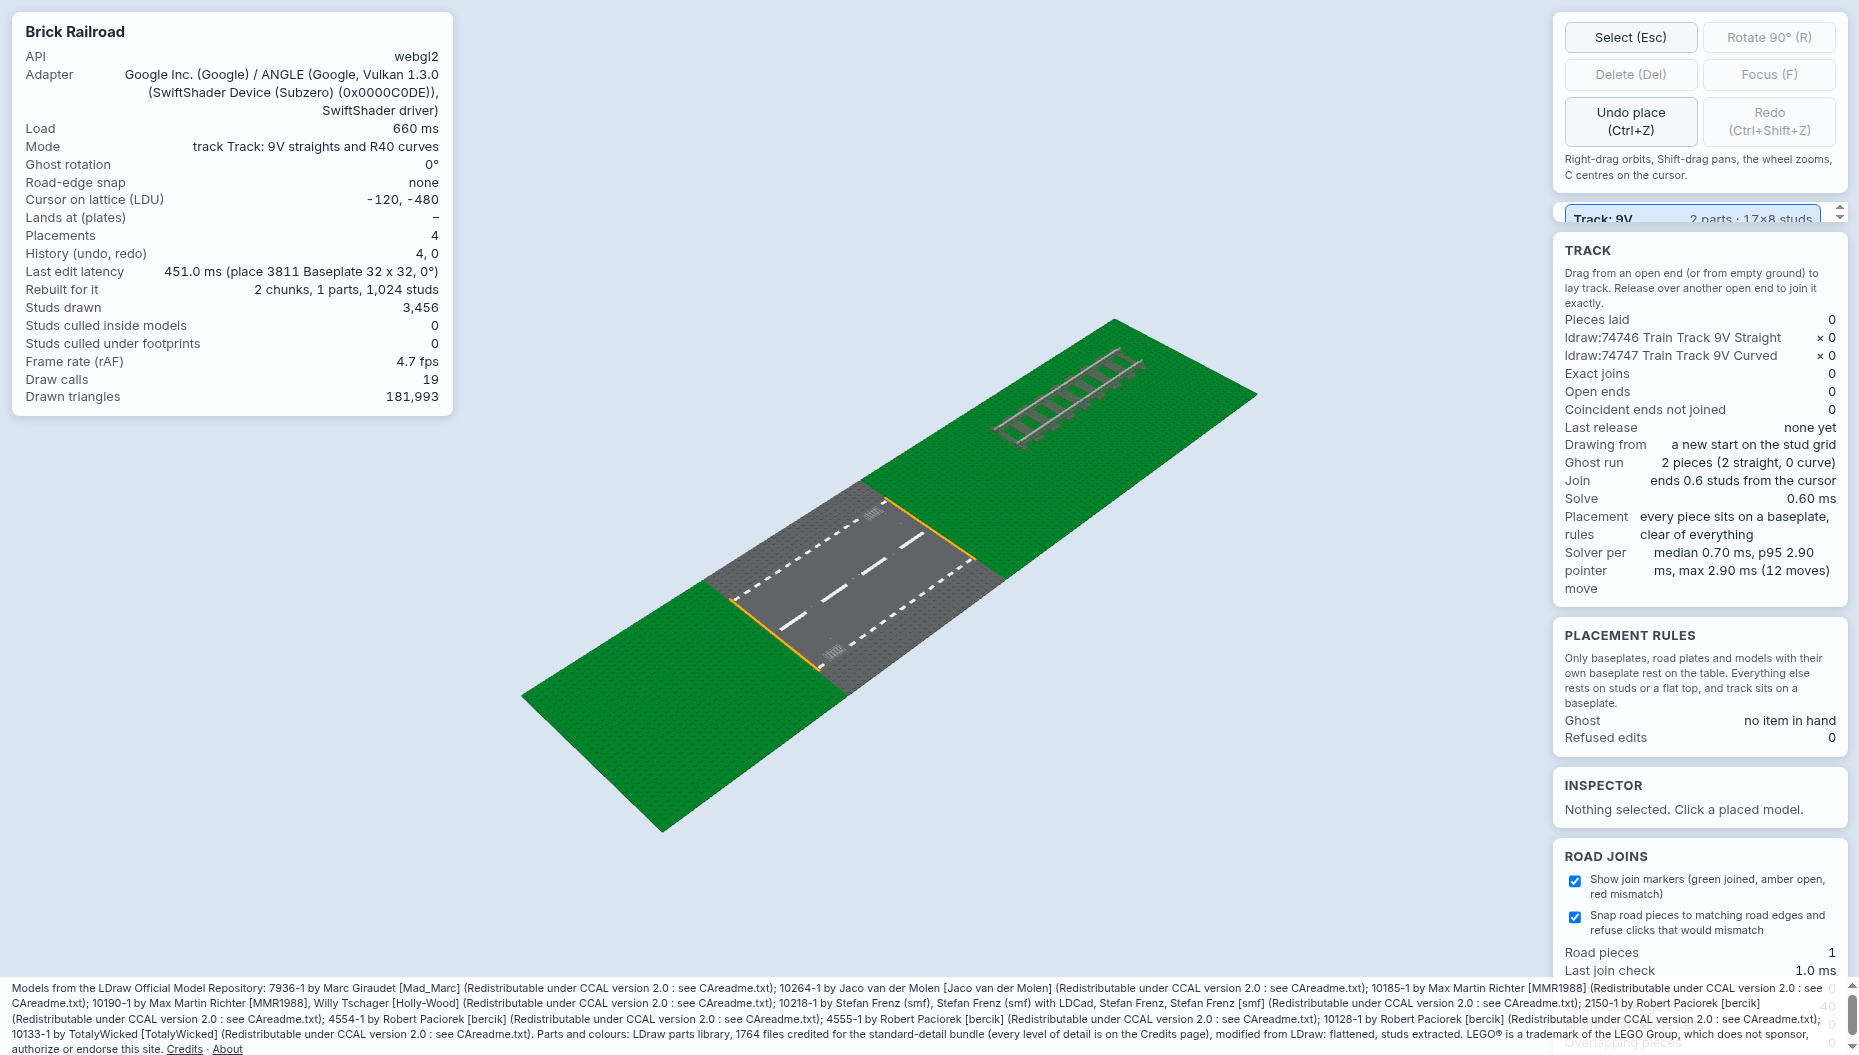 Brick Railroad
API webgl2
Adapter Google Inc. (Google) / ANGLE (Google, Vulkan 1.3.0
(SwiftShader Device (Subzero) (0x0000C0DE)),
SwiftShader driver)
Load 660 ms
Mode track Track: 9V straights and R40 curves
Ghost rotation 0°
Road-edge snap none
Cursor on lattice (LDU) -120, -480
Lands at (plates) –
Placements 4
History (undo, redo) 4, 0
Last edit latency 451.0 ms (place 3811 Baseplate 32 x 32, 0°)
Rebuilt for it 2 chunks, 1 parts, 1,024 studs
Studs drawn 3,456
Studs culled inside models 0
Studs culled under footprints 0
Frame rate (rAF) 4.7 fps
Draw calls 19
Drawn triangles 181,993
Select (Esc) Rotate 90° (R)
Delete (Del) Focus (F)
Undo place (Ctrl+Z) Redo (Ctrl+Shift+Z)
Right-drag orbits, Shift-drag pans, the wheel zooms,
C centres on the cursor.
Track: 9V 2 parts · 17×8 studs
TRACK
Drag from an open end (or from empty ground) to
lay track. Release over another open end to join it
exactly.
Pieces laid 0
ldraw:74746 Train Track 9V Straight × 0
ldraw:74747 Train Track 9V Curved × 0
Exact joins 0
Open ends 0
Coincident ends not joined 0
Last release none yet
Drawing from a new start on the stud grid
Ghost run 2 pieces (2 straight, 0 curve)
Join ends 0.6 studs from the cursor
Solve 0.60 ms
Placement rules every piece sits on a baseplate, clear of everything
Solver per pointer move median 0.70 ms, p95 2.90 ms, max 2.90 ms (12 moves)
PLACEMENT RULES
Only baseplates, road plates and models with their
own baseplate rest on the table. Everything else
rests on studs or a flat top, and track sits on a
baseplate.
Ghost no item in hand
Refused edits 0
INSPECTOR
Nothing selected. Click a placed model.
ROAD JOINS
Show join markers (green joined, amber open,
red mismatch)
Snap road pieces to matching road edges and
refuse clicks that would mismatch
Road pieces 1
Last join check 1.0 ms
0
40
0
Overlapping pieces 0
Models from the LDraw Official Model Repository: 7936-1 by Marc Giraudet [Mad_Marc] (Redistributable under CCAL version 2.0 : see CAreadme.txt); 10264-1 by Jaco van der Molen [Jaco van der Molen] (Redistributable under CCAL version 2.0 : see CAreadme.txt); 10185-1 by Max Martin Richter [MMR1988] (Redistributable under CCAL version 2.0 : see
CAreadme.txt); 10190-1 by Max Martin Richter [MMR1988], Willy Tschager [Holly-Wood] (Redistributable under CCAL version 2.0 : see CAreadme.txt); 10218-1 by Stefan Frenz (smf), Stefan Frenz (smf) with LDCad, Stefan Frenz, Stefan Frenz [smf] (Redistributable under CCAL version 2.0 : see CAreadme.txt); 2150-1 by Robert Paciorek [bercik]
(Redistributable under CCAL version 2.0 : see CAreadme.txt); 4554-1 by Robert Paciorek [bercik] (Redistributable under CCAL version 2.0 : see CAreadme.txt); 4555-1 by Robert Paciorek [bercik] (Redistributable under CCAL version 2.0 : see CAreadme.txt); 10128-1 by Robert Paciorek [bercik] (Redistributable under CCAL version 2.0 : see CAreadme.txt);
10133-1 by TotalyWicked [TotalyWicked] (Redistributable under CCAL version 2.0 : see CAreadme.txt). Parts and colours: LDraw parts library, 1764 files credited for the standard-detail bundle (every level of detail is on the Credits page), modified from LDraw: flattened, studs extracted. LEGO® is a trademark of the LEGO Group, which does not sponsor,
authorize or endorse this site. Credits · About